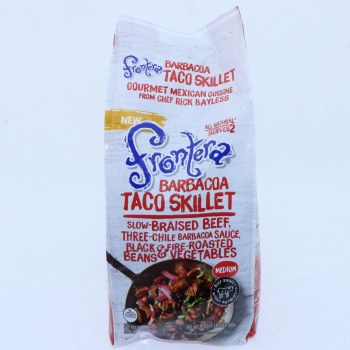 Frontera
BARBACOA
TACO SKILLET
GOURMET MEXICAN CUISINE
FROM CHEF RICK BAYLESS
NEW
ALL NATURAL*
SERVES 2
Frontera
BARBACOA
TACO SKILLET
SLOW-BRAISED BEEF,
THREE-CHILE BARBACOA SAUCE,
BLACK & FIRE-ROASTED
BEANS VEGETABLES
MEDIUM